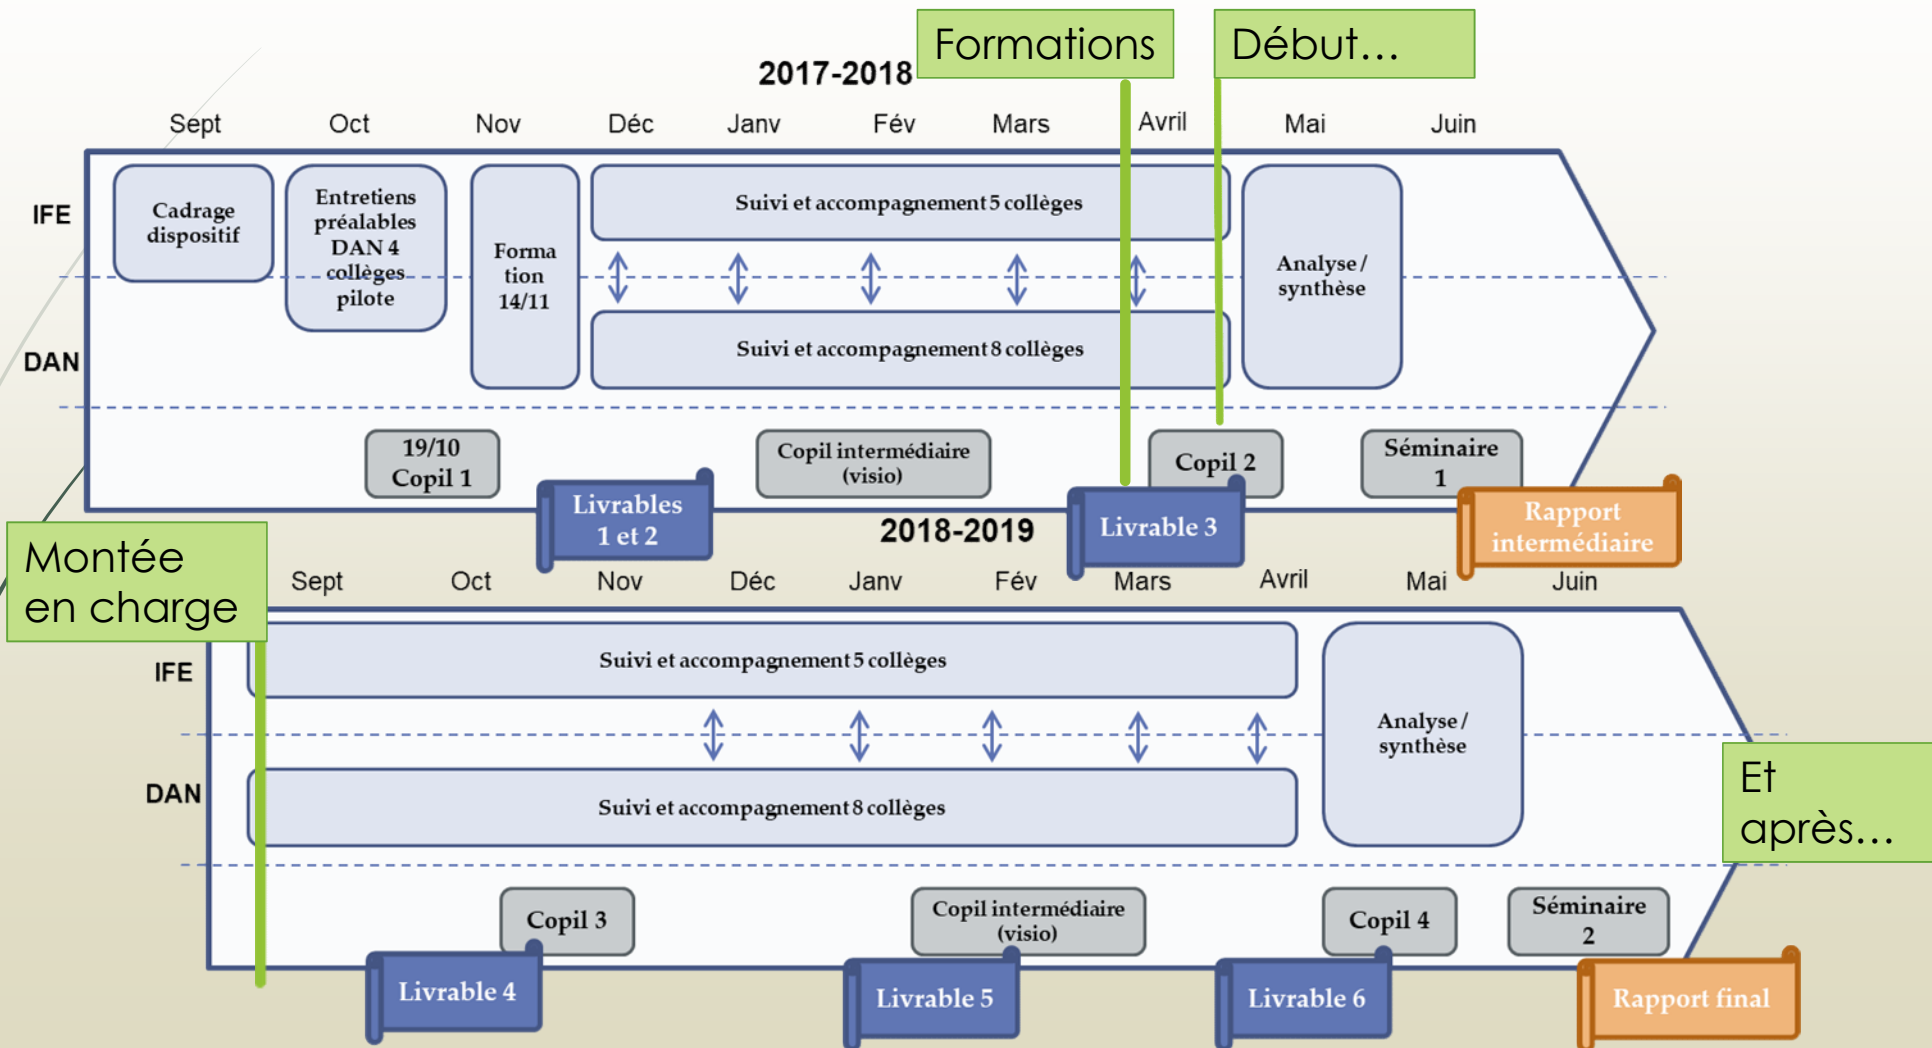 Formations
Début...
2017-2018
Sept Oct Nov Déc Janv Fév Mars Avril Mai Juin
IFE
Cadrage
dispositif
Entretiens
préalables
DAN 4
collèges
pilote
Forma
tion
14/11
Suivi et accompagnement 5 collèges
Analyse /
synthèse
DAN
Suivi et accompagnement 8 collèges
19/10
Copil 1
Copil intermédiaire
(visio)
Copil 2
Séminaire
1
Livrables
1 et 2
Livrable 3
Rapport
intermédiaire
2018-2019
Montée
en charge
Sept Oct Nov Déc Janv Fév Mars Avril Mai Juin
IFE
Suivi et accompagnement 5 collèges
Analyse /
synthèse
DAN
Suivi et accompagnement 8 collèges
Et
après...
Copil 3
Copil intermédiaire
(visio)
Copil 4
Séminaire
2
Livrable 4
Livrable 5
Livrable 6
Rapport final